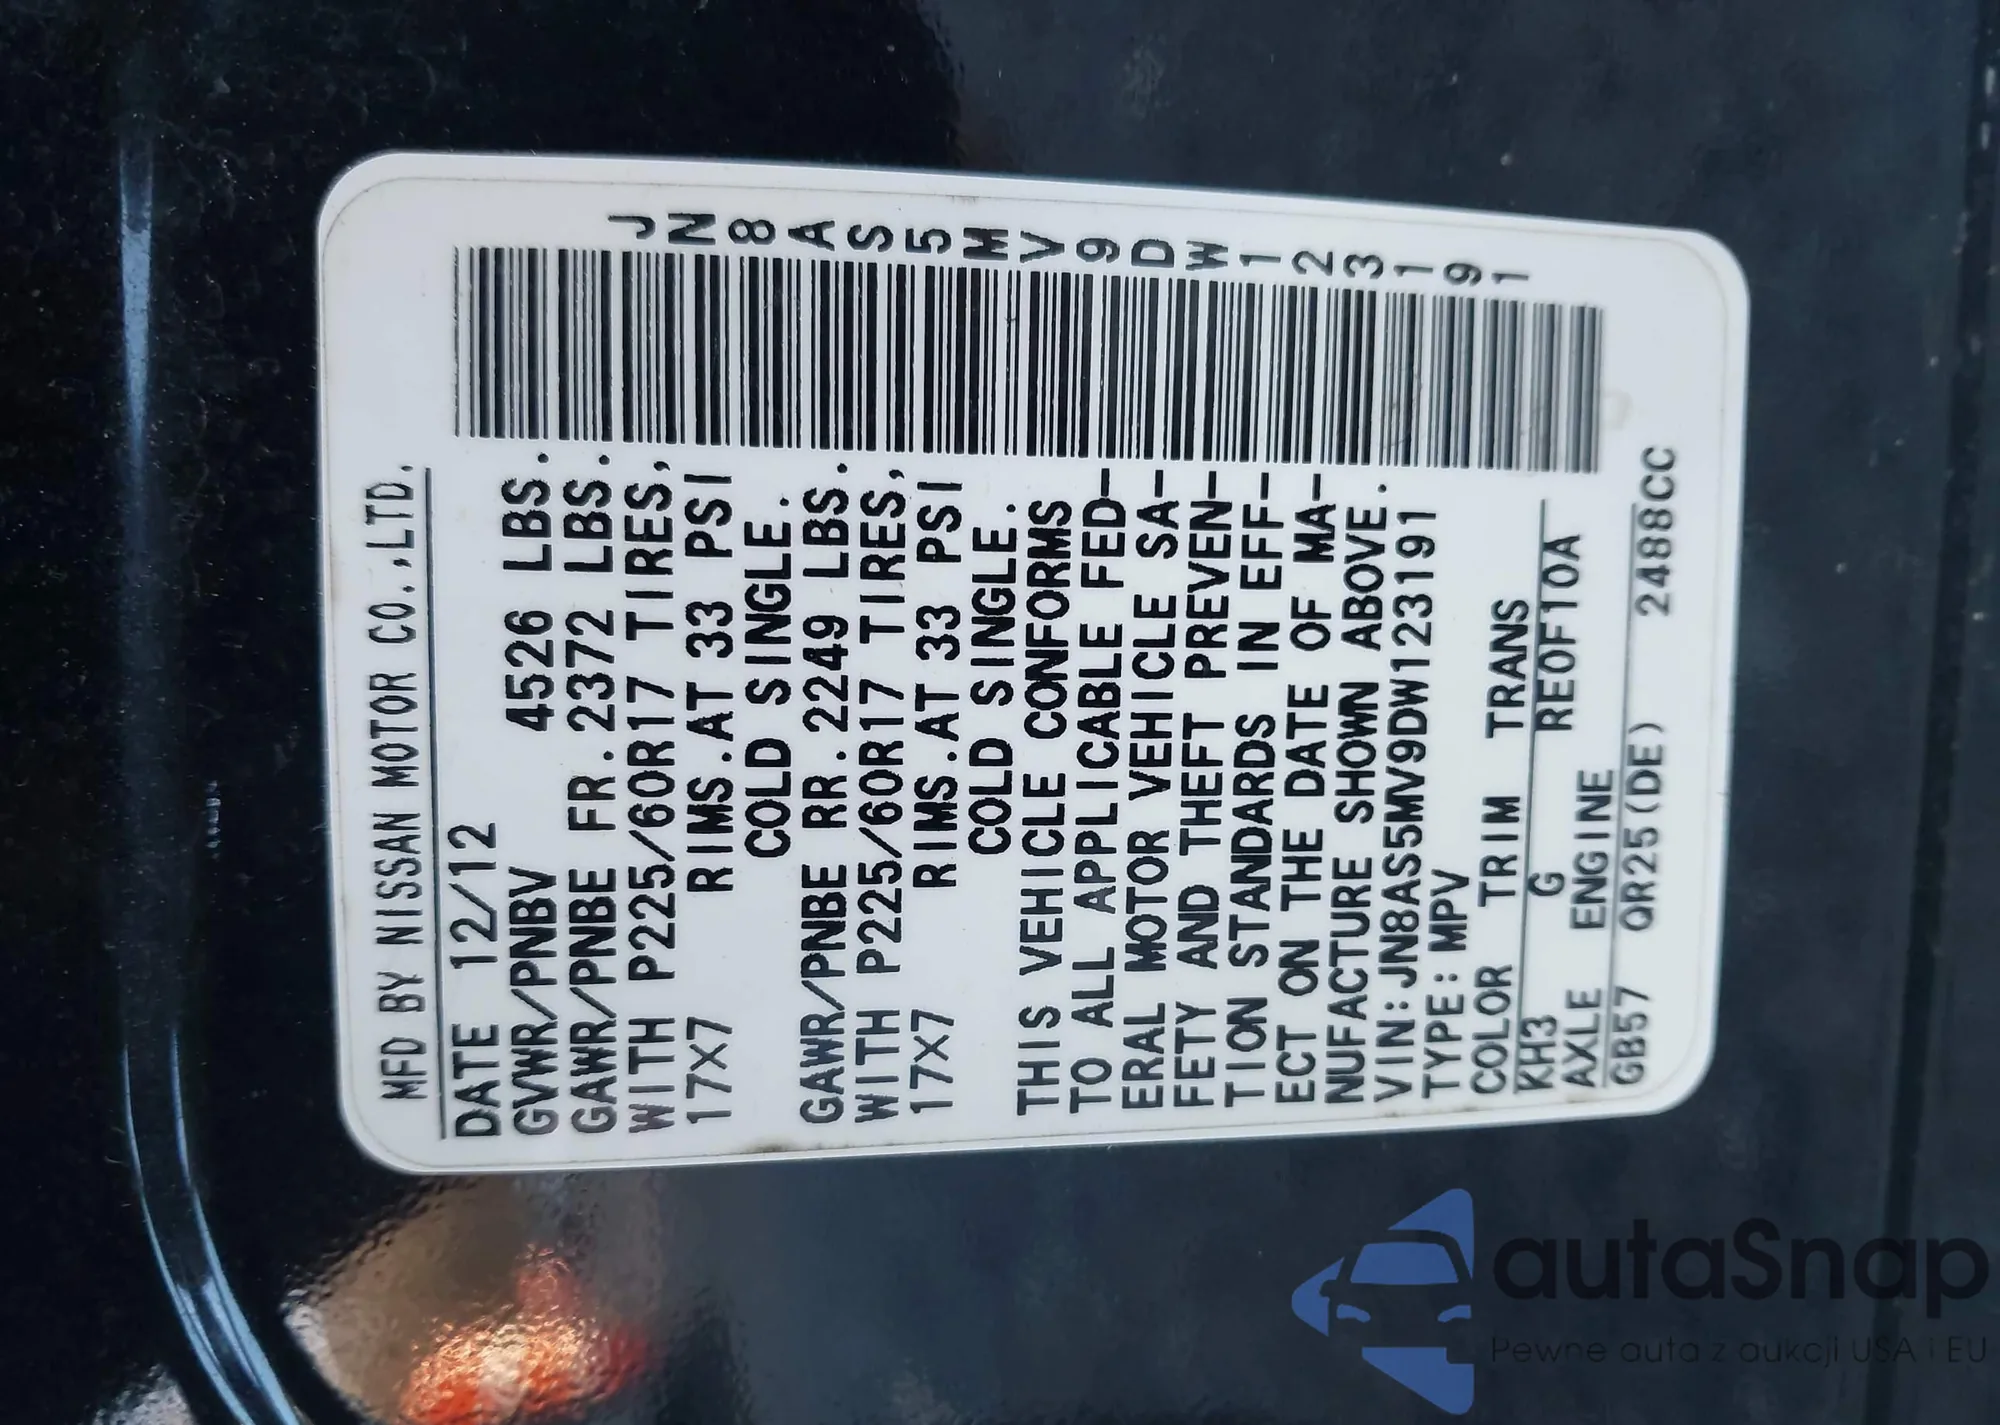 MFD BY NISSAN MOTOR CO.,LTD.
DATE 12/12
GVWR/PNBV 4526 LBS.
GAWR/PNBE FR.2372 LBS.
WITH P225/60R17 TIRES,
17×7 RIMS.AT 33 PSI
COLD SINGLE.
GAWR/PNBE RR.2249 LBS.
WITH P225/60R17 TIRES,
17×7 RIMS.AT 33 PSI
COLD SINGLE.
THIS VEHICLE CONFORMS
TO ALL APPLICABLE FED-
ERAL MOTOR VEHICLE SA-
FETY AND THEFT PREVEN-
TION STANDARDS IN EFF-
ECT ON THE DATE OF MA-
NUFACTURE SHOWN ABOVE.
VIN:JN8AS5MV9DW123191
TYPE:MPV
COLOR TRIM TRANS
KH3 G RE0F10A
AXLE ENGINE
GB57 QR25(DE) 2488CC
JN8AS5MV9DW123191
autaSnap
Pewne auta z aukcji USA i EU